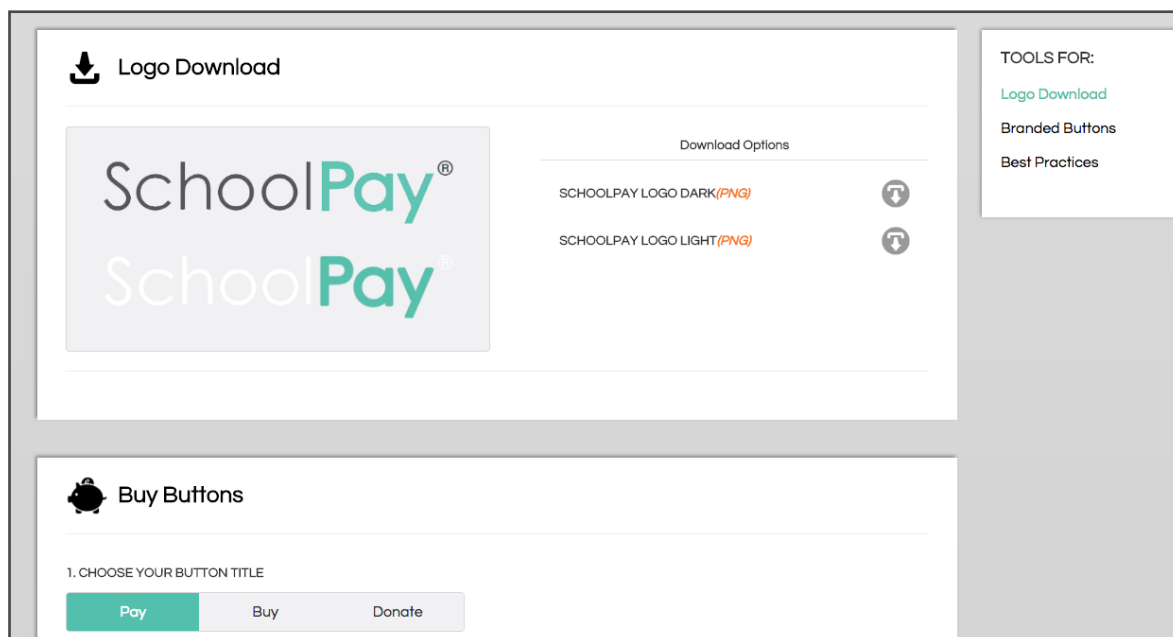 Logo Download
SchoolPay®
SchoolPay®
Download Options
SCHOOLPAY LOGO DARK(PNG)
SCHOOLPAY LOGO LIGHT(PNG)
TOOLS FOR:
Logo Download
Branded Buttons
Best Practices
Buy Buttons
1. CHOOSE YOUR BUTTON TITLE
Pay Buy Donate